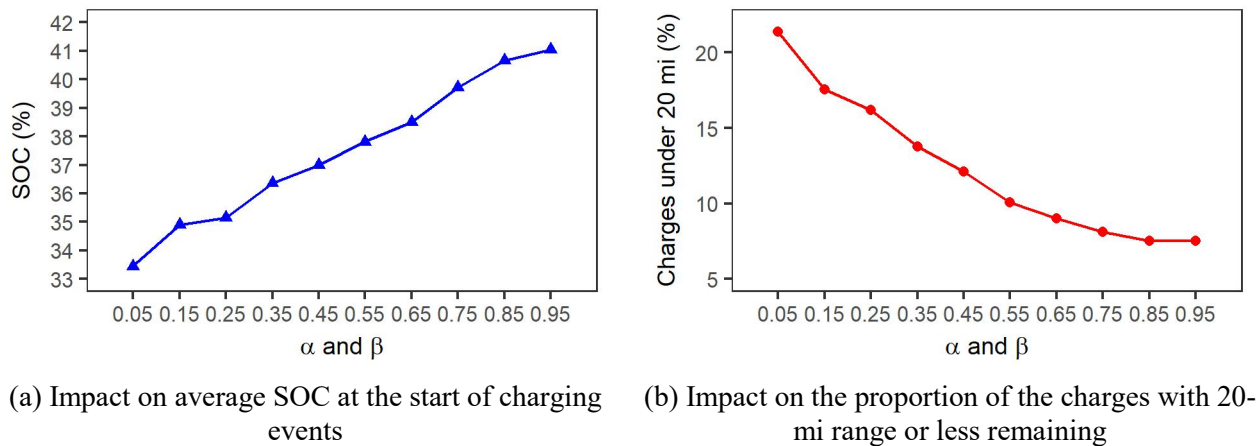 SOC (%)
42
41
40
39
38
37
36
35
34
33
0.05 0.15 0.25 0.35 0.45 0.55 0.65 0.75 0.85 0.95
α and β
(a) Impact on average SOC at the start of charging
events
Charges under 20 mi (%)
20
15
10
5
0.05 0.15 0.25 0.35 0.45 0.55 0.65 0.75 0.85 0.95
α and β
(b) Impact on the proportion of the charges with 20-
mi range or less remaining